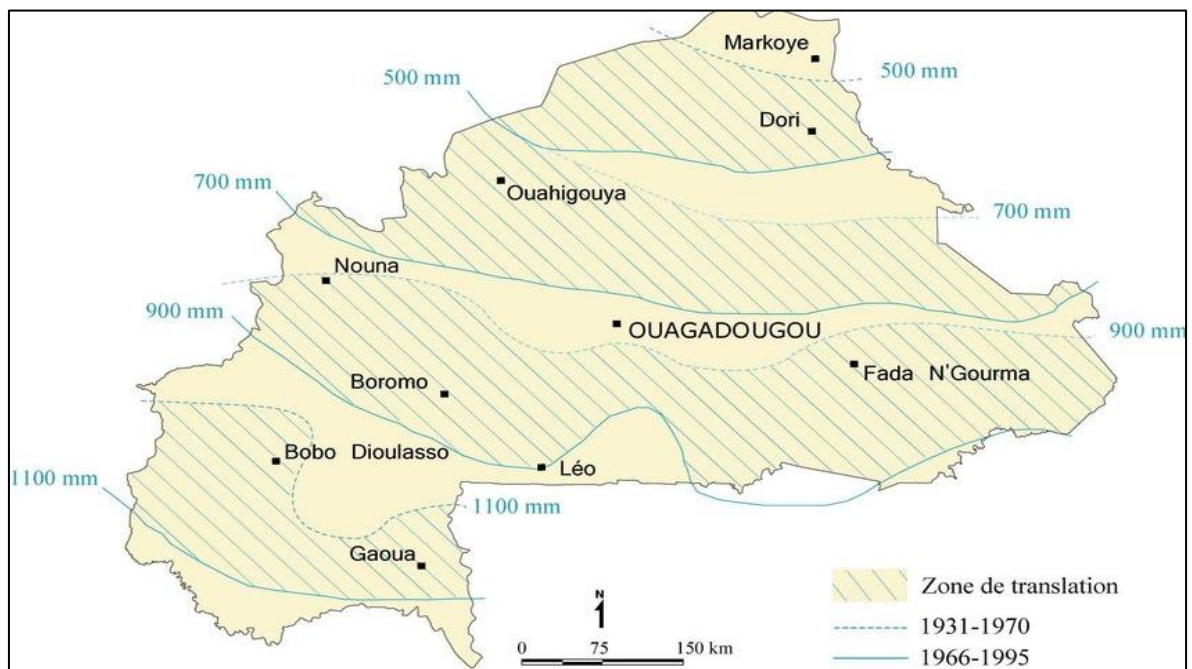 Markoye
500 mm
500 mm
Dori
Ouahigouya
700 mm
700 mm
Nouna
900 mm
OUAGADOUGOU
900 mm
Fada N'Gourma
Boromo
Bobo Dioulasso
Léo
1100 mm
1100 mm
Gaoua
Zone de translation
N
1931-1970
0 75 150 km
1966-1995